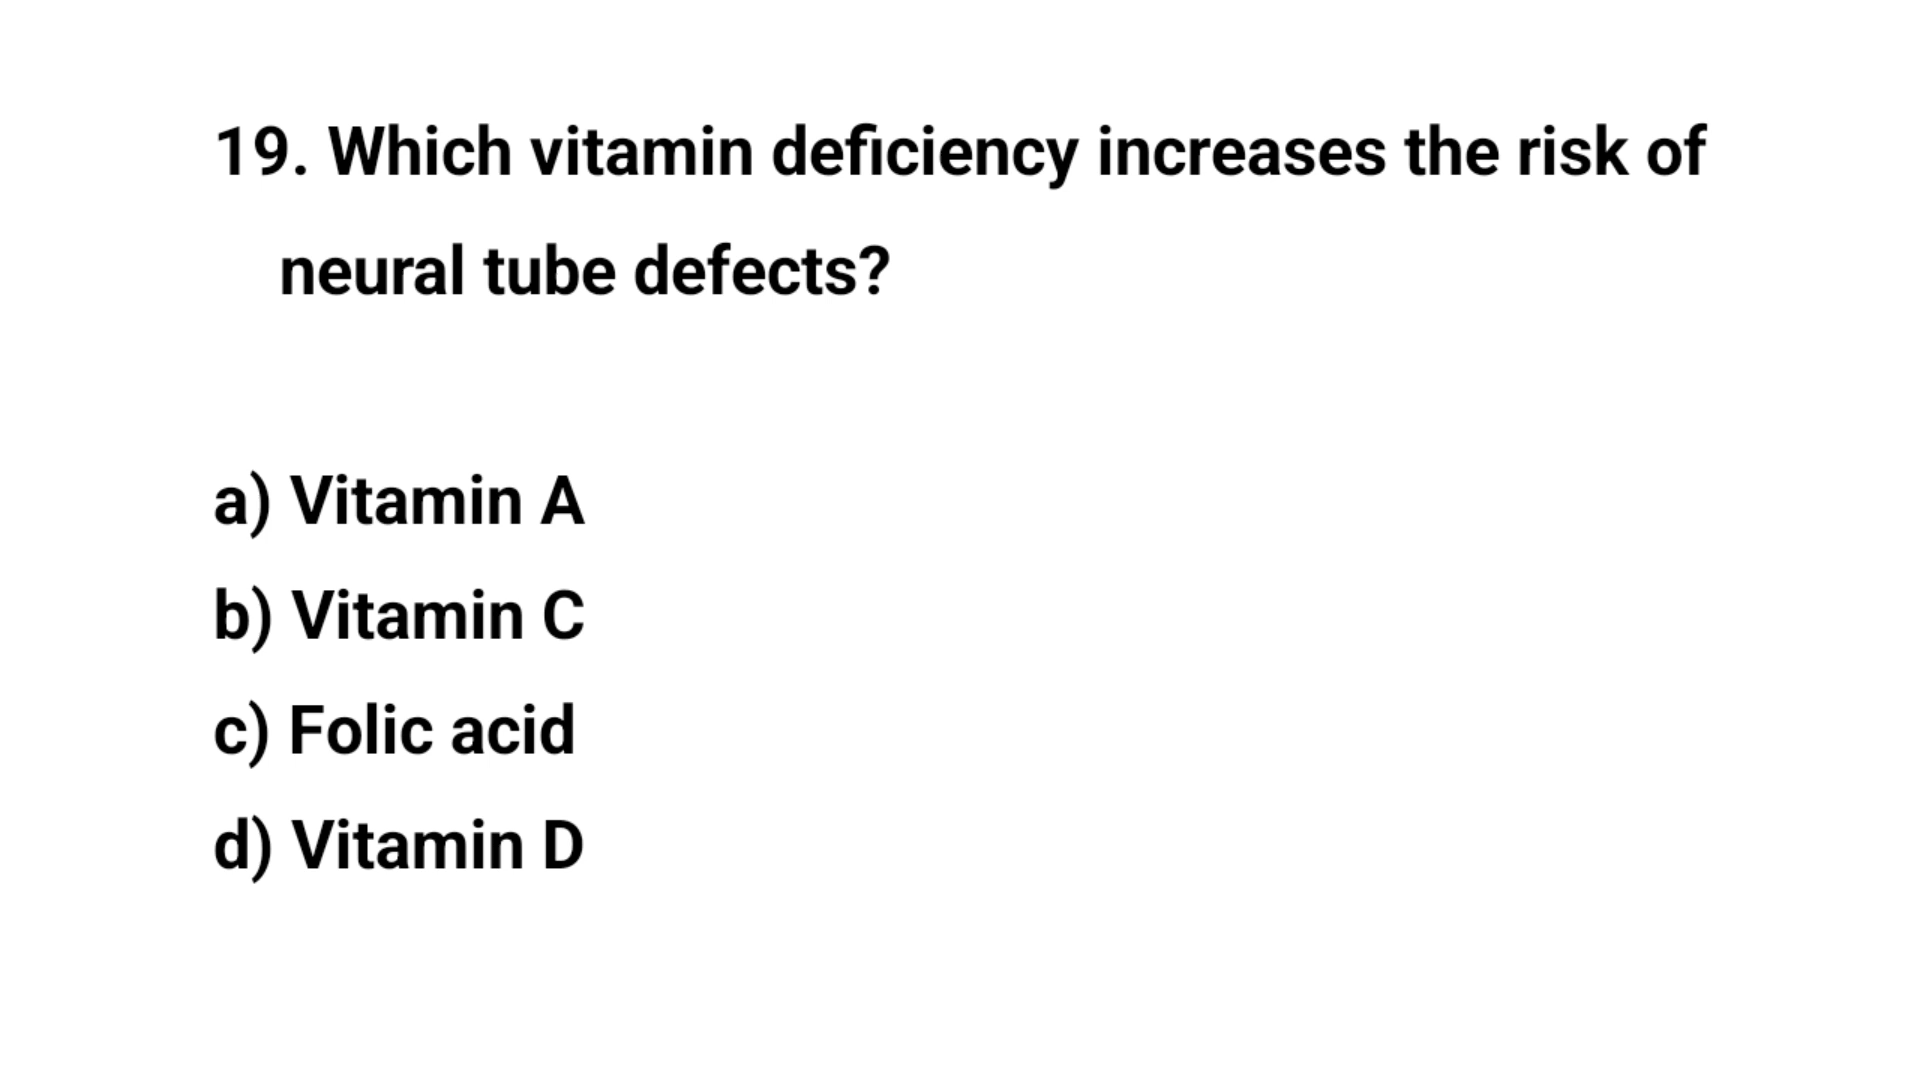 19. Which vitamin deficiency increases the risk of
neural tube defects?
a) Vitamin A
b) Vitamin C
c) Folic acid
d) Vitamin D